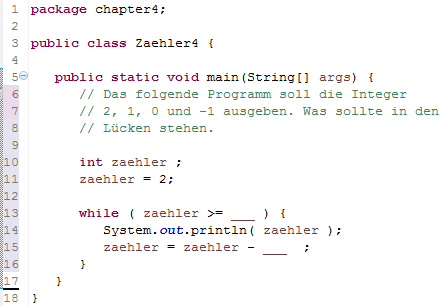 1 package chapter4;
2
3 public class Zaehler4 {
4
5 public static void main(String[] args) {
6 // Das folgende Programm soll die Integer
7 // 2, 1, 0 und -1 ausgeben. Was sollte in den
8 // Lücken stehen.
9
10 int zaehler ;
11 zaehler = 2;
12
13 while ( zaehler >= ___ ) {
14 System.out.println( zaehler );
15 zaehler = zaehler - ___ ;
16 }
17 }
18 }